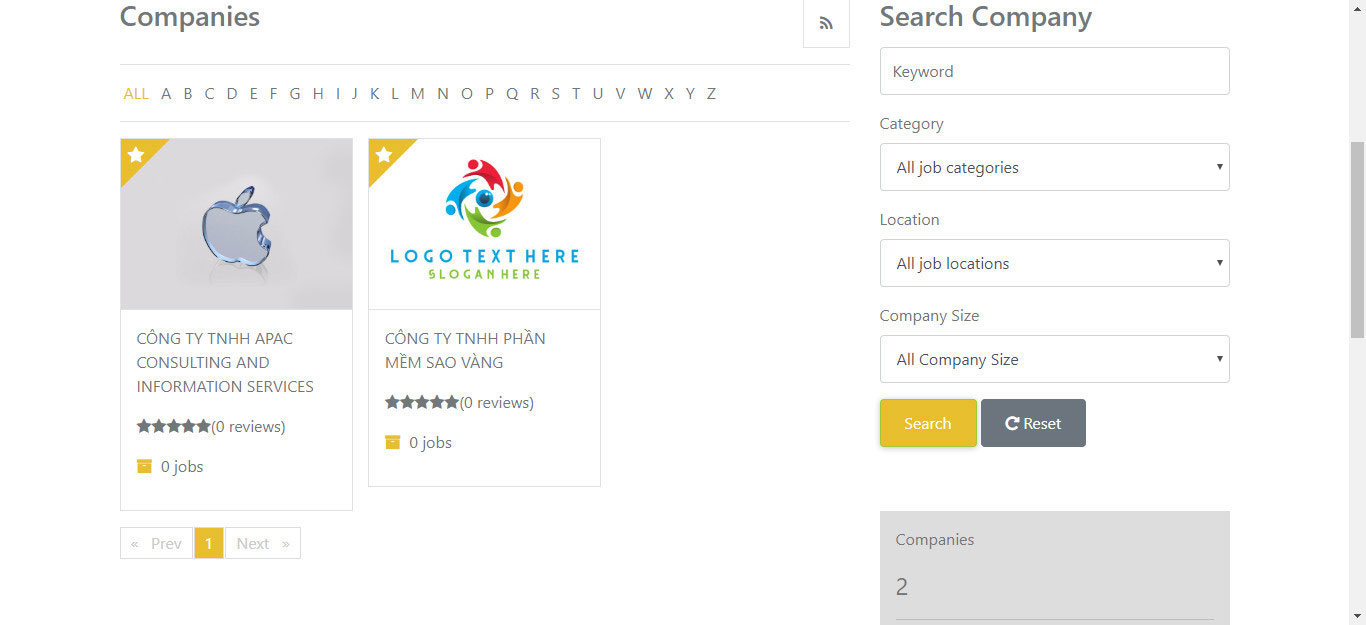 Companies
ALL A B C D E F G H I J K L M N O P Q R S T U V W X Y Z
LOGO TEXT HERE
SLOGAN HERE
CÔNG TY TNHH APAC
CONSULTING AND
INFORMATION SERVICES
(0 reviews)
0 jobs
CÔNG TY TNHH PHẦN
MỀM SAO VÀNG
(0 reviews)
0 jobs
« Prev 1 Next »
Search Company
Keyword
Category
All job categories
Location
All job locations
Company Size
All Company Size
Search Reset
Companies
2